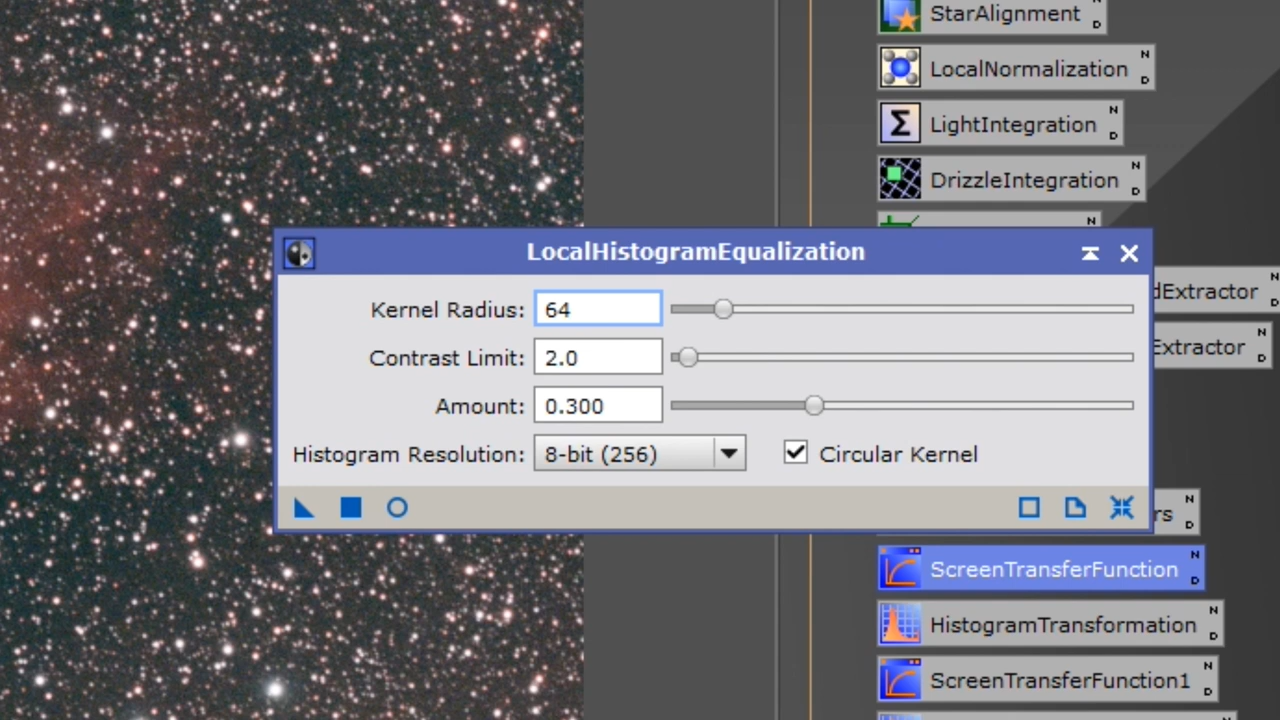 StarAlignment N D
LocalNormalization N D
LightIntegration N D
DrizzleIntegration N D
N
LocalHistogramEqualization
dExtractor N D
Kernel Radius: 64
Extractor N D
Contrast Limit: 2.0
Amount: 0.300
Histogram Resolution: 8-bit (256) Circular Kernel
rs N D
ScreenTransferFunction N D
HistogramTransformation N D
ScreenTransferFunction1 N D
N